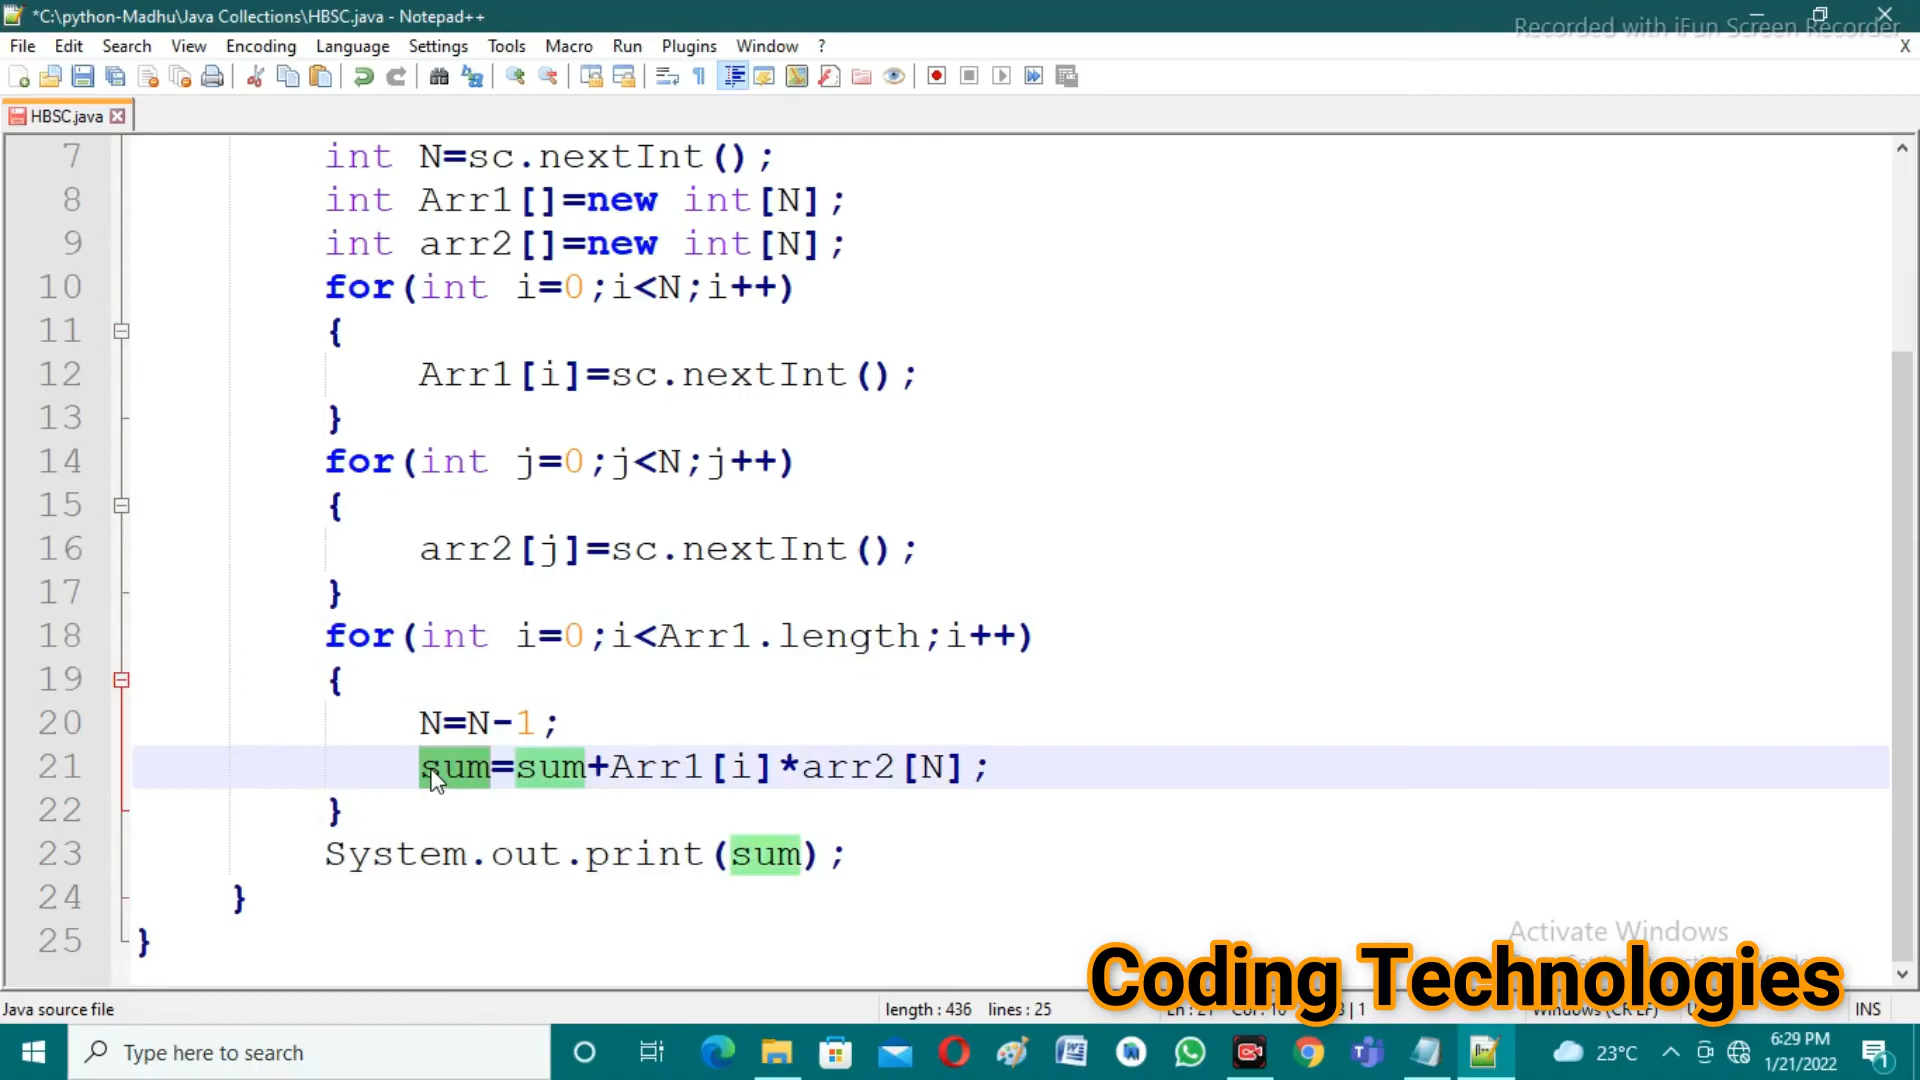 *C:\python-Madhu\Java Collections\HBSC.java - Notepad++
Recorded with iFun Screen Recorder
File Edit Search View Encoding Language Settings Tools Macro Run Plugins Window ? X
HBSC.java
7 int N=sc.nextInt();
8 int Arr1[]=new int[N];
9 int arr2[]=new int[N];
10 for(int i=0;i<N;i++)
11 {
12 Arr1[i]=sc.nextInt();
13 }
14 for(int j=0;j<N;j++)
15 {
16 arr2[j]=sc.nextInt();
17 }
18 for(int i=0;i<Arr1.length;i++)
19 {
20 N=N-1;
21 sum=sum+Arr1[i]*arr2[N];
22 }
23 System.out.print(sum);
24 }
25 }
Activate Windows
Coding Technologies
Java source file length : 436 lines : 25 INS
Type here to search 23°C 6:29 PM
1/21/2022 1